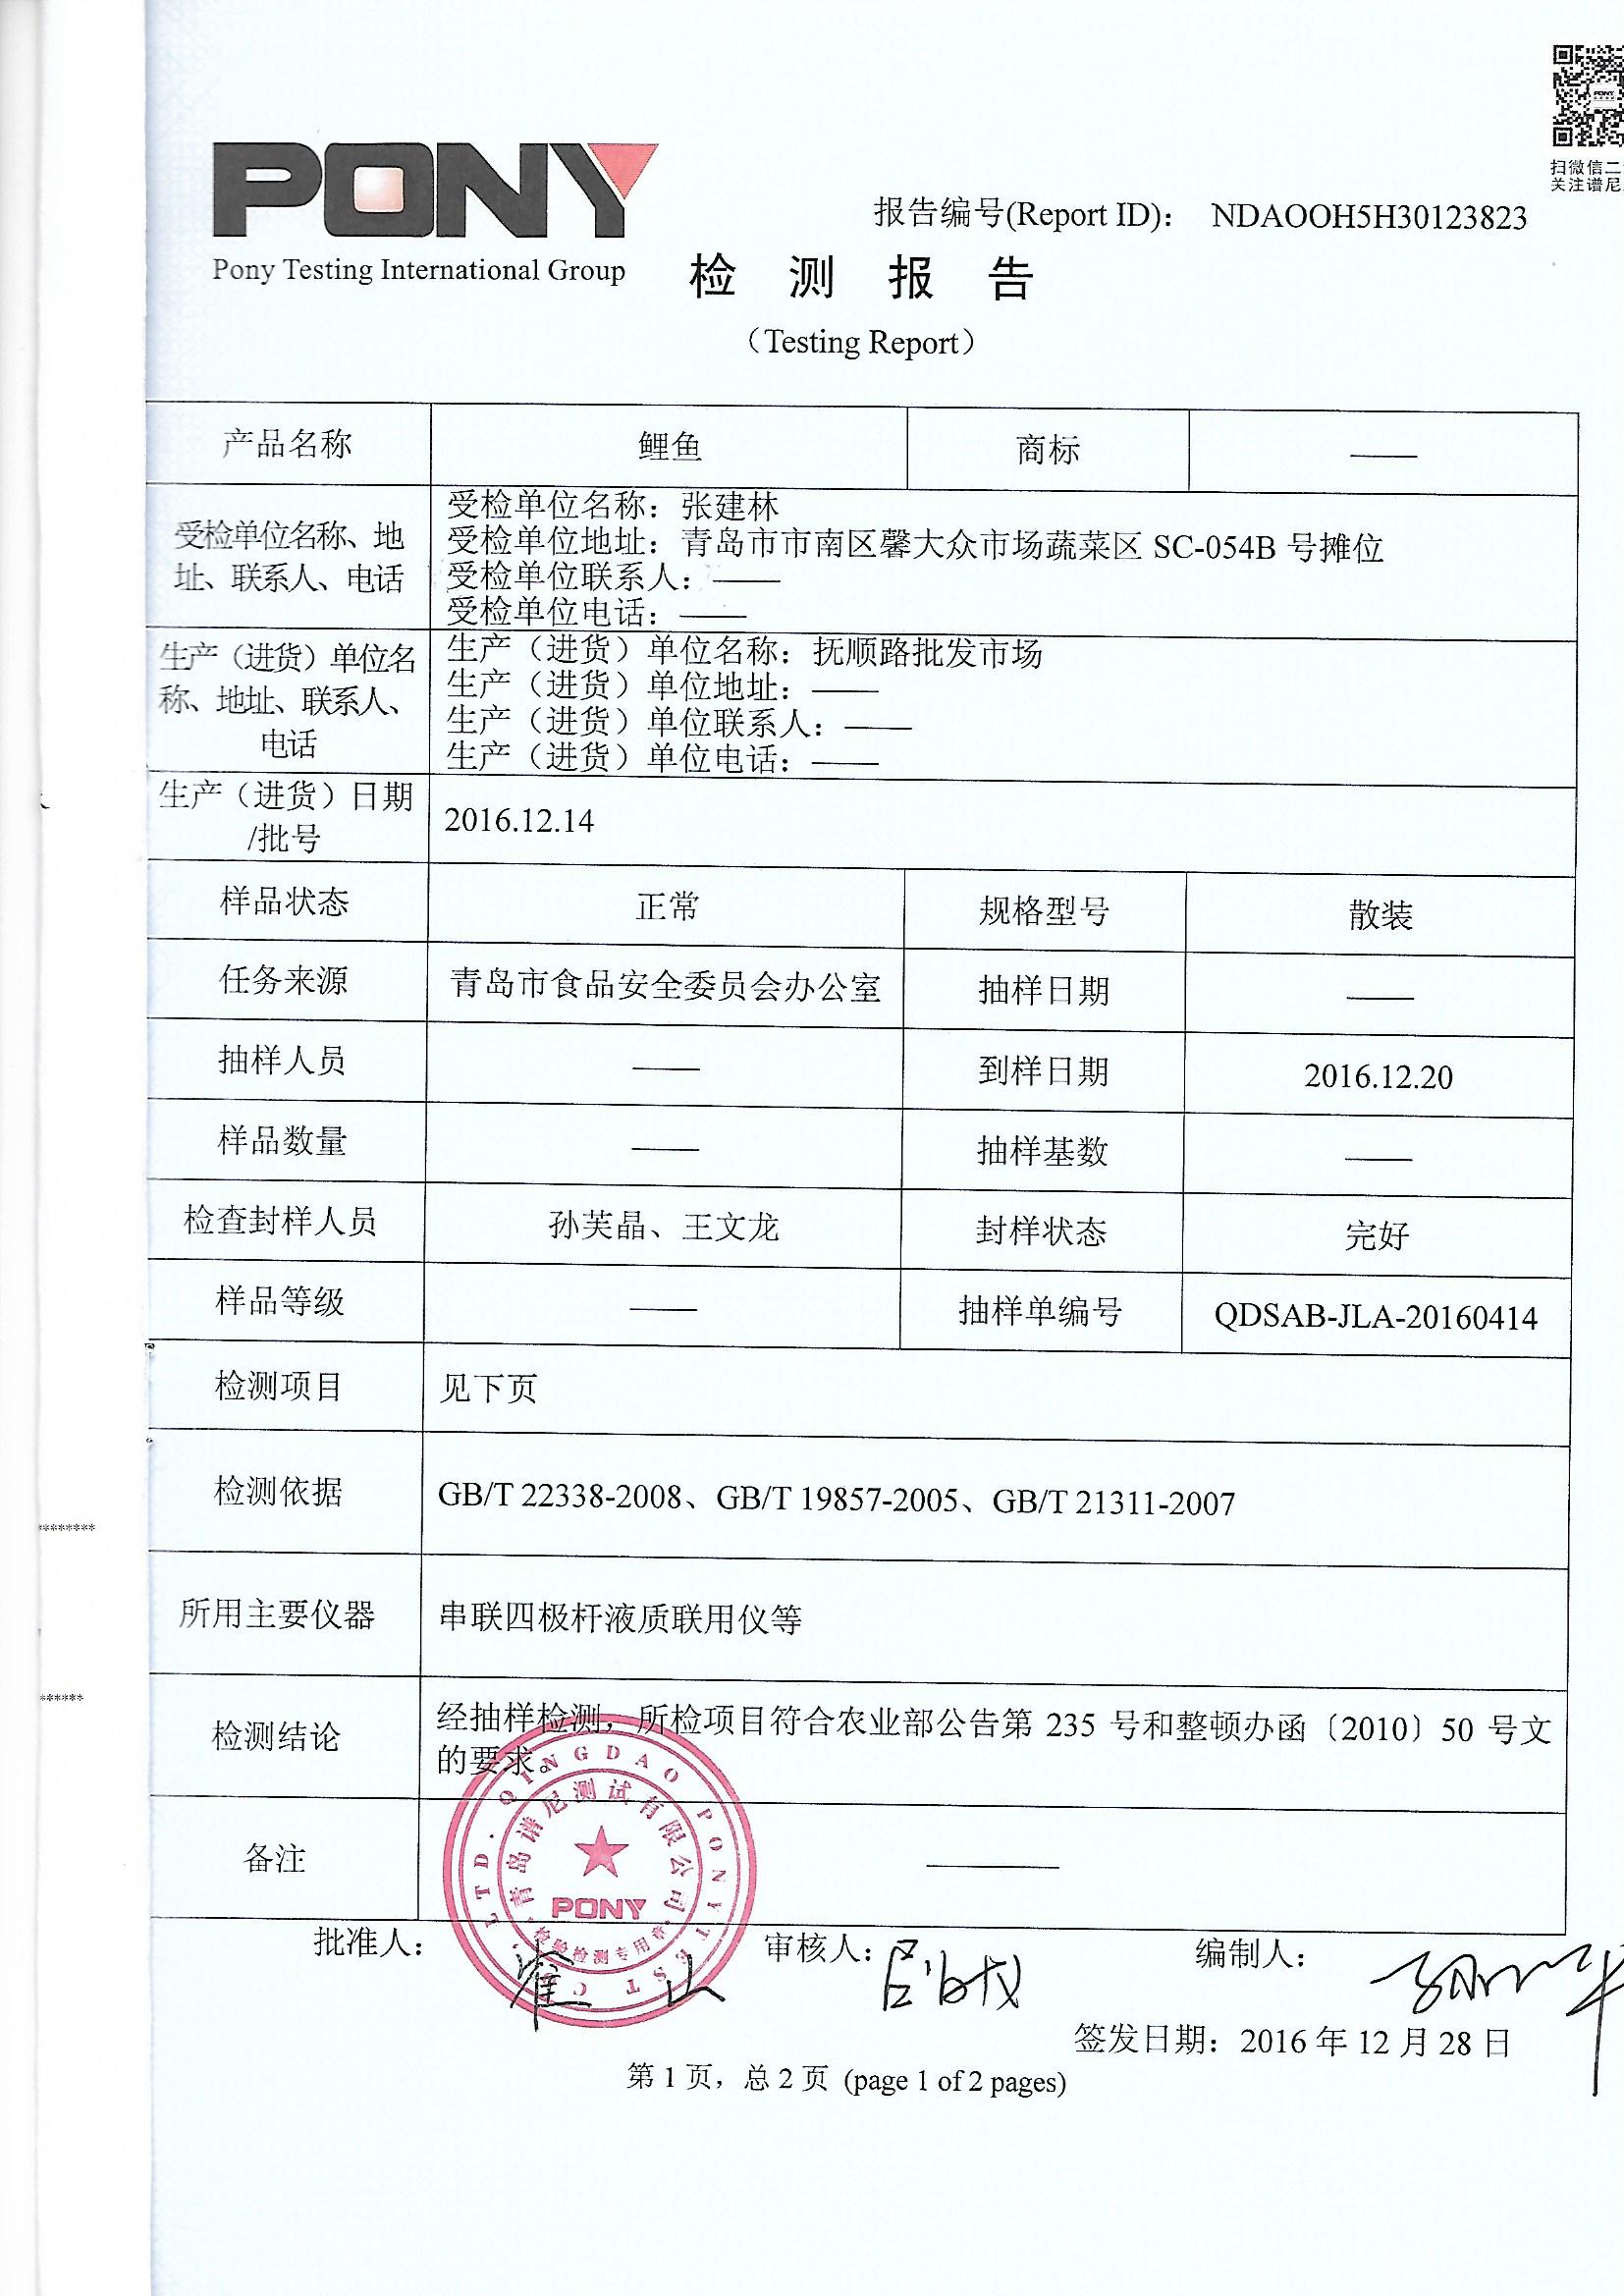 扫微信二
关注谱尼
PONY
Pony Testing International Group
报告编号(Report ID)： NDAOOH5H30123823
检 测 报 告
（Testing Report）
产品名称 鲤鱼 商标 ——
受检单位名称、地
址、联系人、电话
受检单位名称：张建林
受检单位地址：青岛市市南区馨大众市场蔬菜区 SC-054B 号摊位
受检单位联系人：——
受检单位电话：——
生产（进货）单位名
称、地址、联系人、
电话
生产（进货）单位名称：抚顺路批发市场
生产（进货）单位地址：——
生产（进货）单位联系人：——
生产（进货）单位电话：——
生产（进货）日期
/批号
2016.12.14
样品状态 正常 规格型号 散装
任务来源 青岛市食品安全委员会办公室 抽样日期 ——
抽样人员 —— 到样日期 2016.12.20
样品数量 —— 抽样基数 ——
检查封样人员 孙芙晶、王文龙 封样状态 完好
样品等级 —— 抽样单编号 QDSAB-JLA-20160414
检测项目 见下页
检测依据 GB/T 22338-2008、GB/T 19857-2005、GB/T 21311-2007
所用主要仪器 串联四极杆液质联用仪等
检测结论
经抽样检测，所检项目符合农业部公告第 235 号和整顿办函〔2010〕50 号文
的要求。
备注 ——
QINGDAO PONY TEST CO., LTD.
青岛谱尼测试有限公司
PONY
检验检测专用章
批准人： 审核人： 编制人：
签发日期：2016 年 12 月 28 日
第 1 页，总 2 页 (page 1 of 2 pages)
********
******